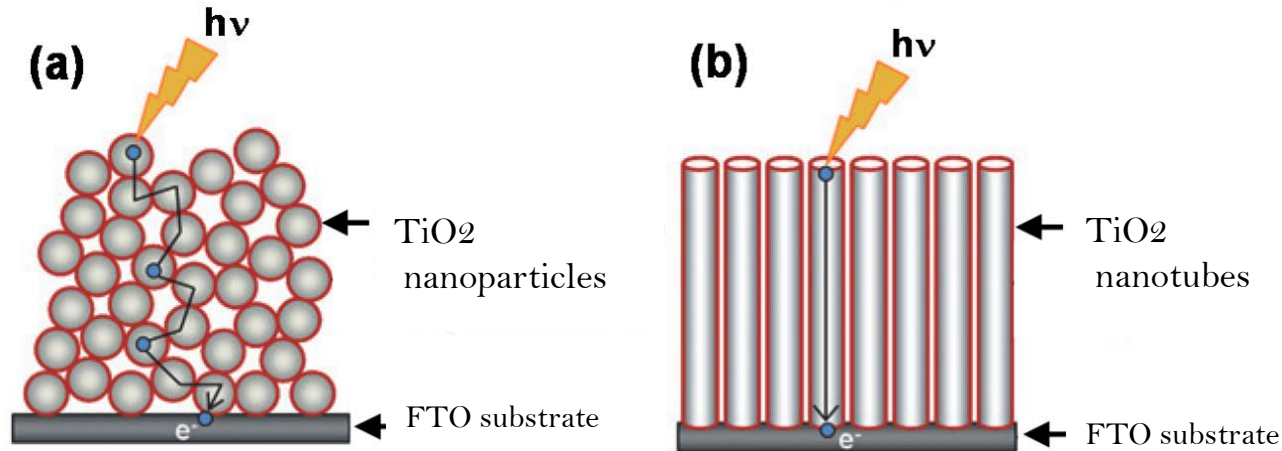 (a)
hν
TiO2
nanoparticles
FTO substrate
e-
(b)
hν
TiO2
nanotubes
FTO substrate
e-